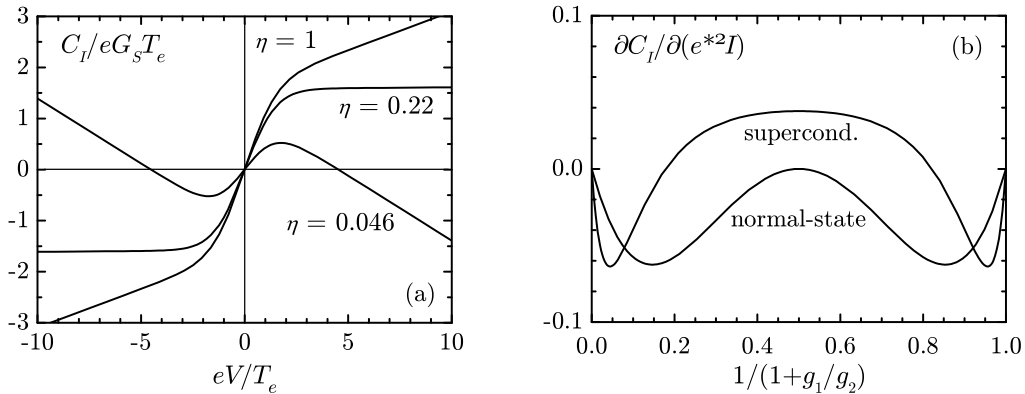 3
2
1
0
-1
-2
-3
-10
-5
0
5
10
C_I/eG_ST_e
η = 1
η = 0.22
η = 0.046
(a)
eV/T_e
0.1
0.0
-0.1
0.0
0.2
0.4
0.6
0.8
1.0
∂C_I/∂(e*²I)
(b)
supercond.
normal-state
1/(1+g_1/g_2)